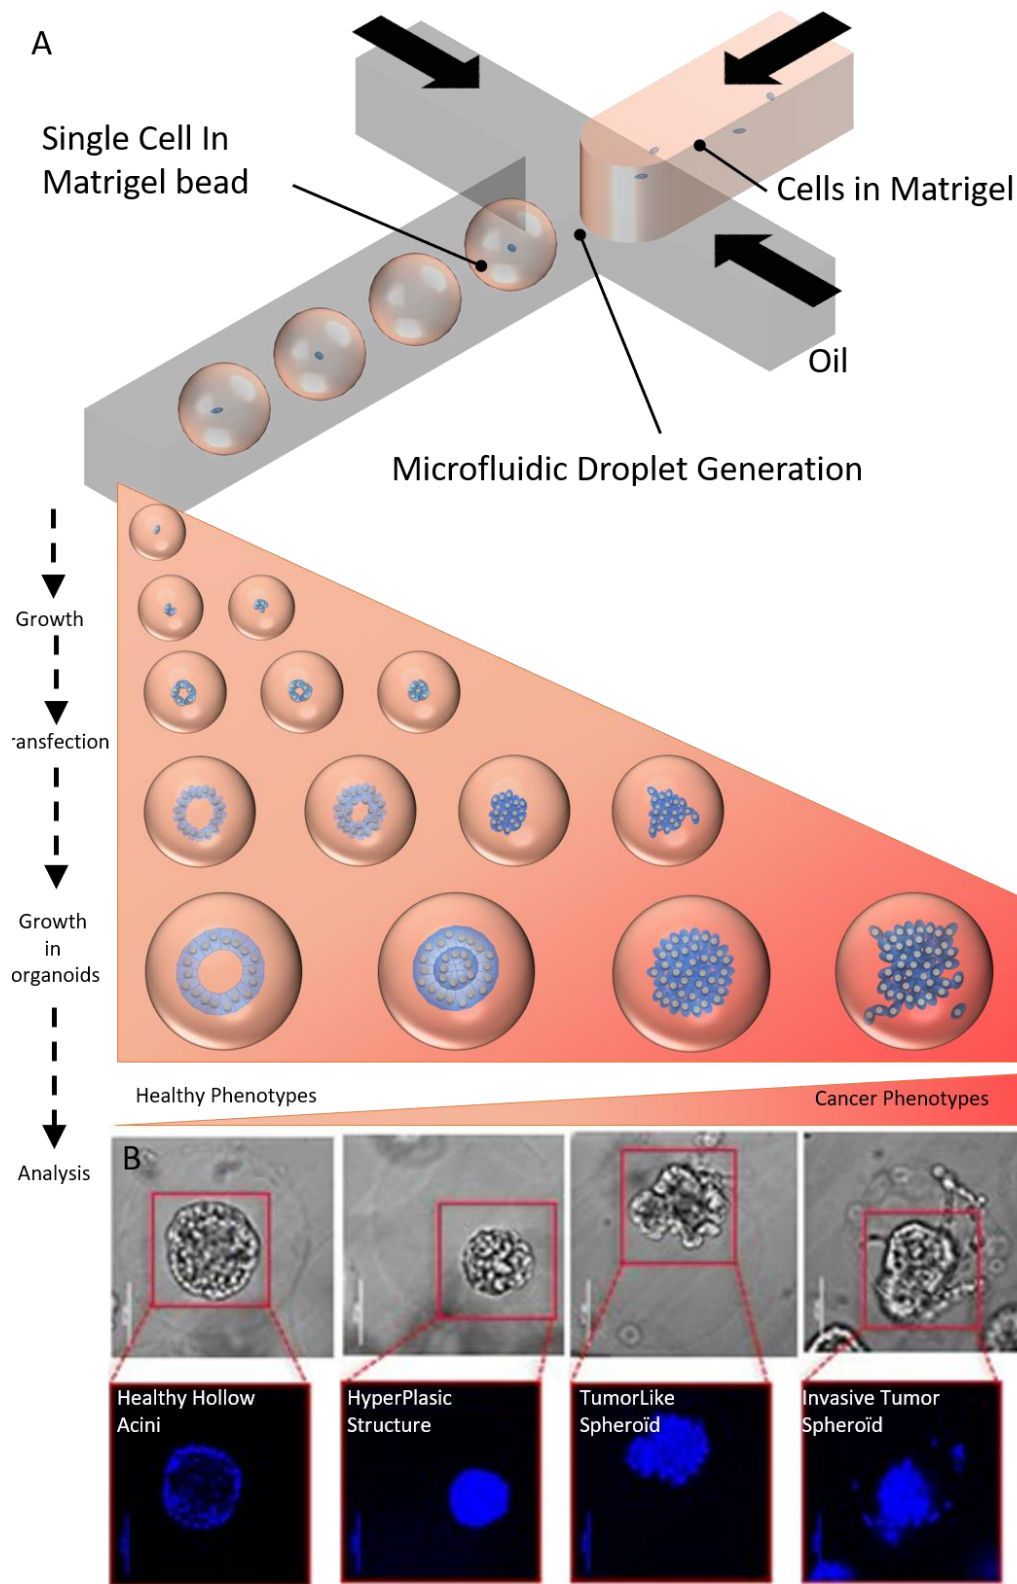 A
Single Cell In
Matrigel bead
Cells in Matrigel
Oil
Microfluidic Droplet Generation
Growth
ransfection
Growth
in
organoids
Healthy Phenotypes
Cancer Phenotypes
Analysis
B
Healthy Hollow
Acini
HyperPlasic
Structure
TumorLike
Spheroïd
Invasive Tumor
Spheroïd